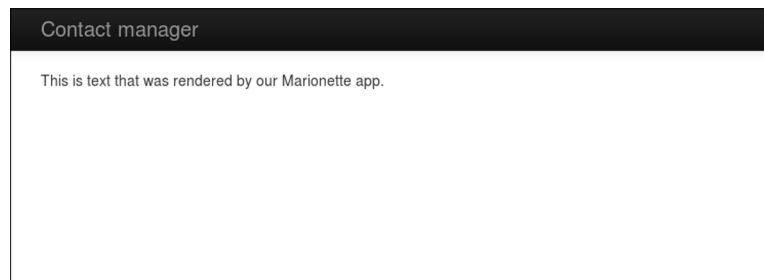 Contact manager
This is text that was rendered by our Marionette app.